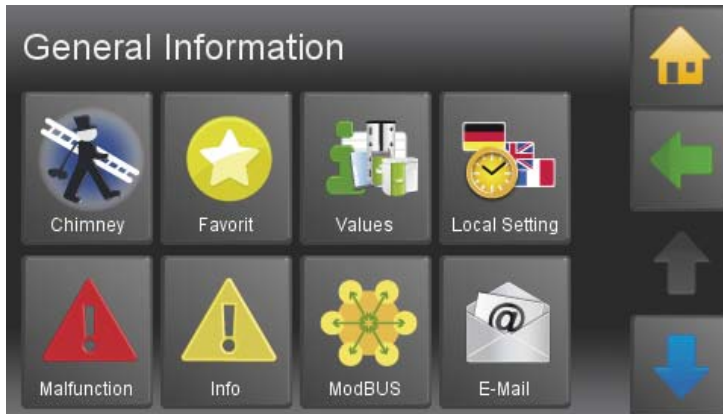 General Information
Chimney
Favorit
Values
Local Setting
Malfunction
Info
ModBUS
@
E-Mail